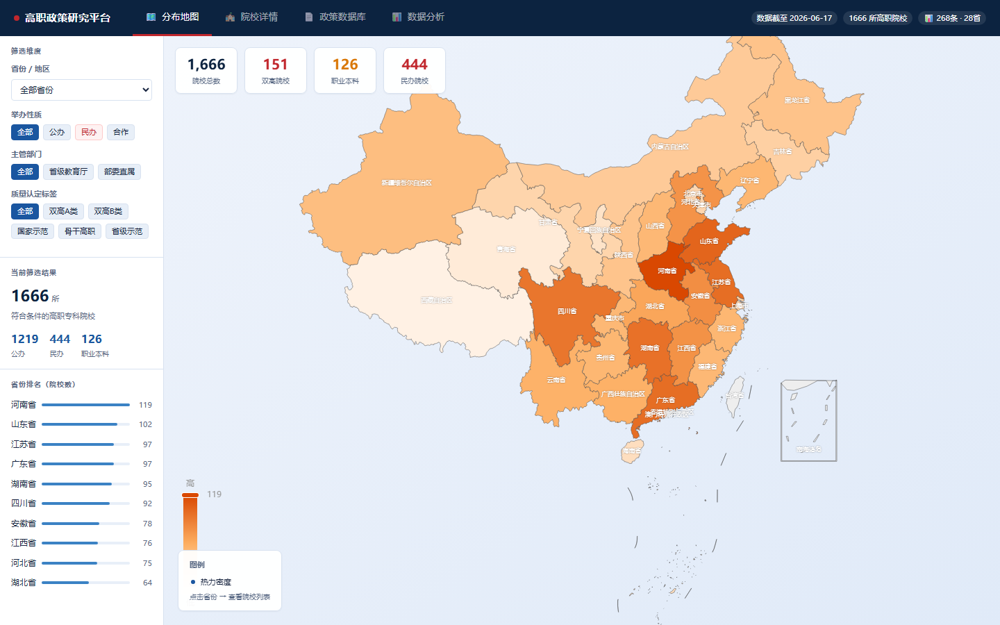 高职政策研究平台
分布地图
院校详情
政策数据库
数据分析
数据截至 2026-06-17
1666 所高职院校
268条 · 28首
筛选维度
省份 / 地区
全部省份
举办性质
全部 公办 民办 合作
主管部门
全部 省级教育厅 部委直属
质量认定标签
全部 双高A类 双高B类
国家示范 骨干高职 省级示范
当前筛选结果
1666 所
符合条件的高职专科院校
1219 444 126
公办 民办 职业本科
省份排名（院校数）
河南省 119
山东省 102
江苏省 97
广东省 97
湖南省 95
四川省 92
安徽省 78
江西省 76
河北省 75
湖北省 64
1,666 151 126 444
院校总数 双高院校 职业本科 民办院校
黑龙江省
内蒙古自治区
吉林省
新疆维吾尔自治区
辽宁省
北京市
河北省
天津市
甘肃省
宁夏回族自治区
山西省
山东省
青海省
陕西省
河南省
江苏省
安徽省
西藏自治区
湖北省
上海市
四川省
重庆市
浙江省
湖南省
江西省
贵州省
福建省
云南省
广西壮族自治区
广东省
台湾省
香港特别行政区
澳门特别行政区
海南省
南海诸岛
高
119
图例
热力密度
点击省份 → 查看院校列表